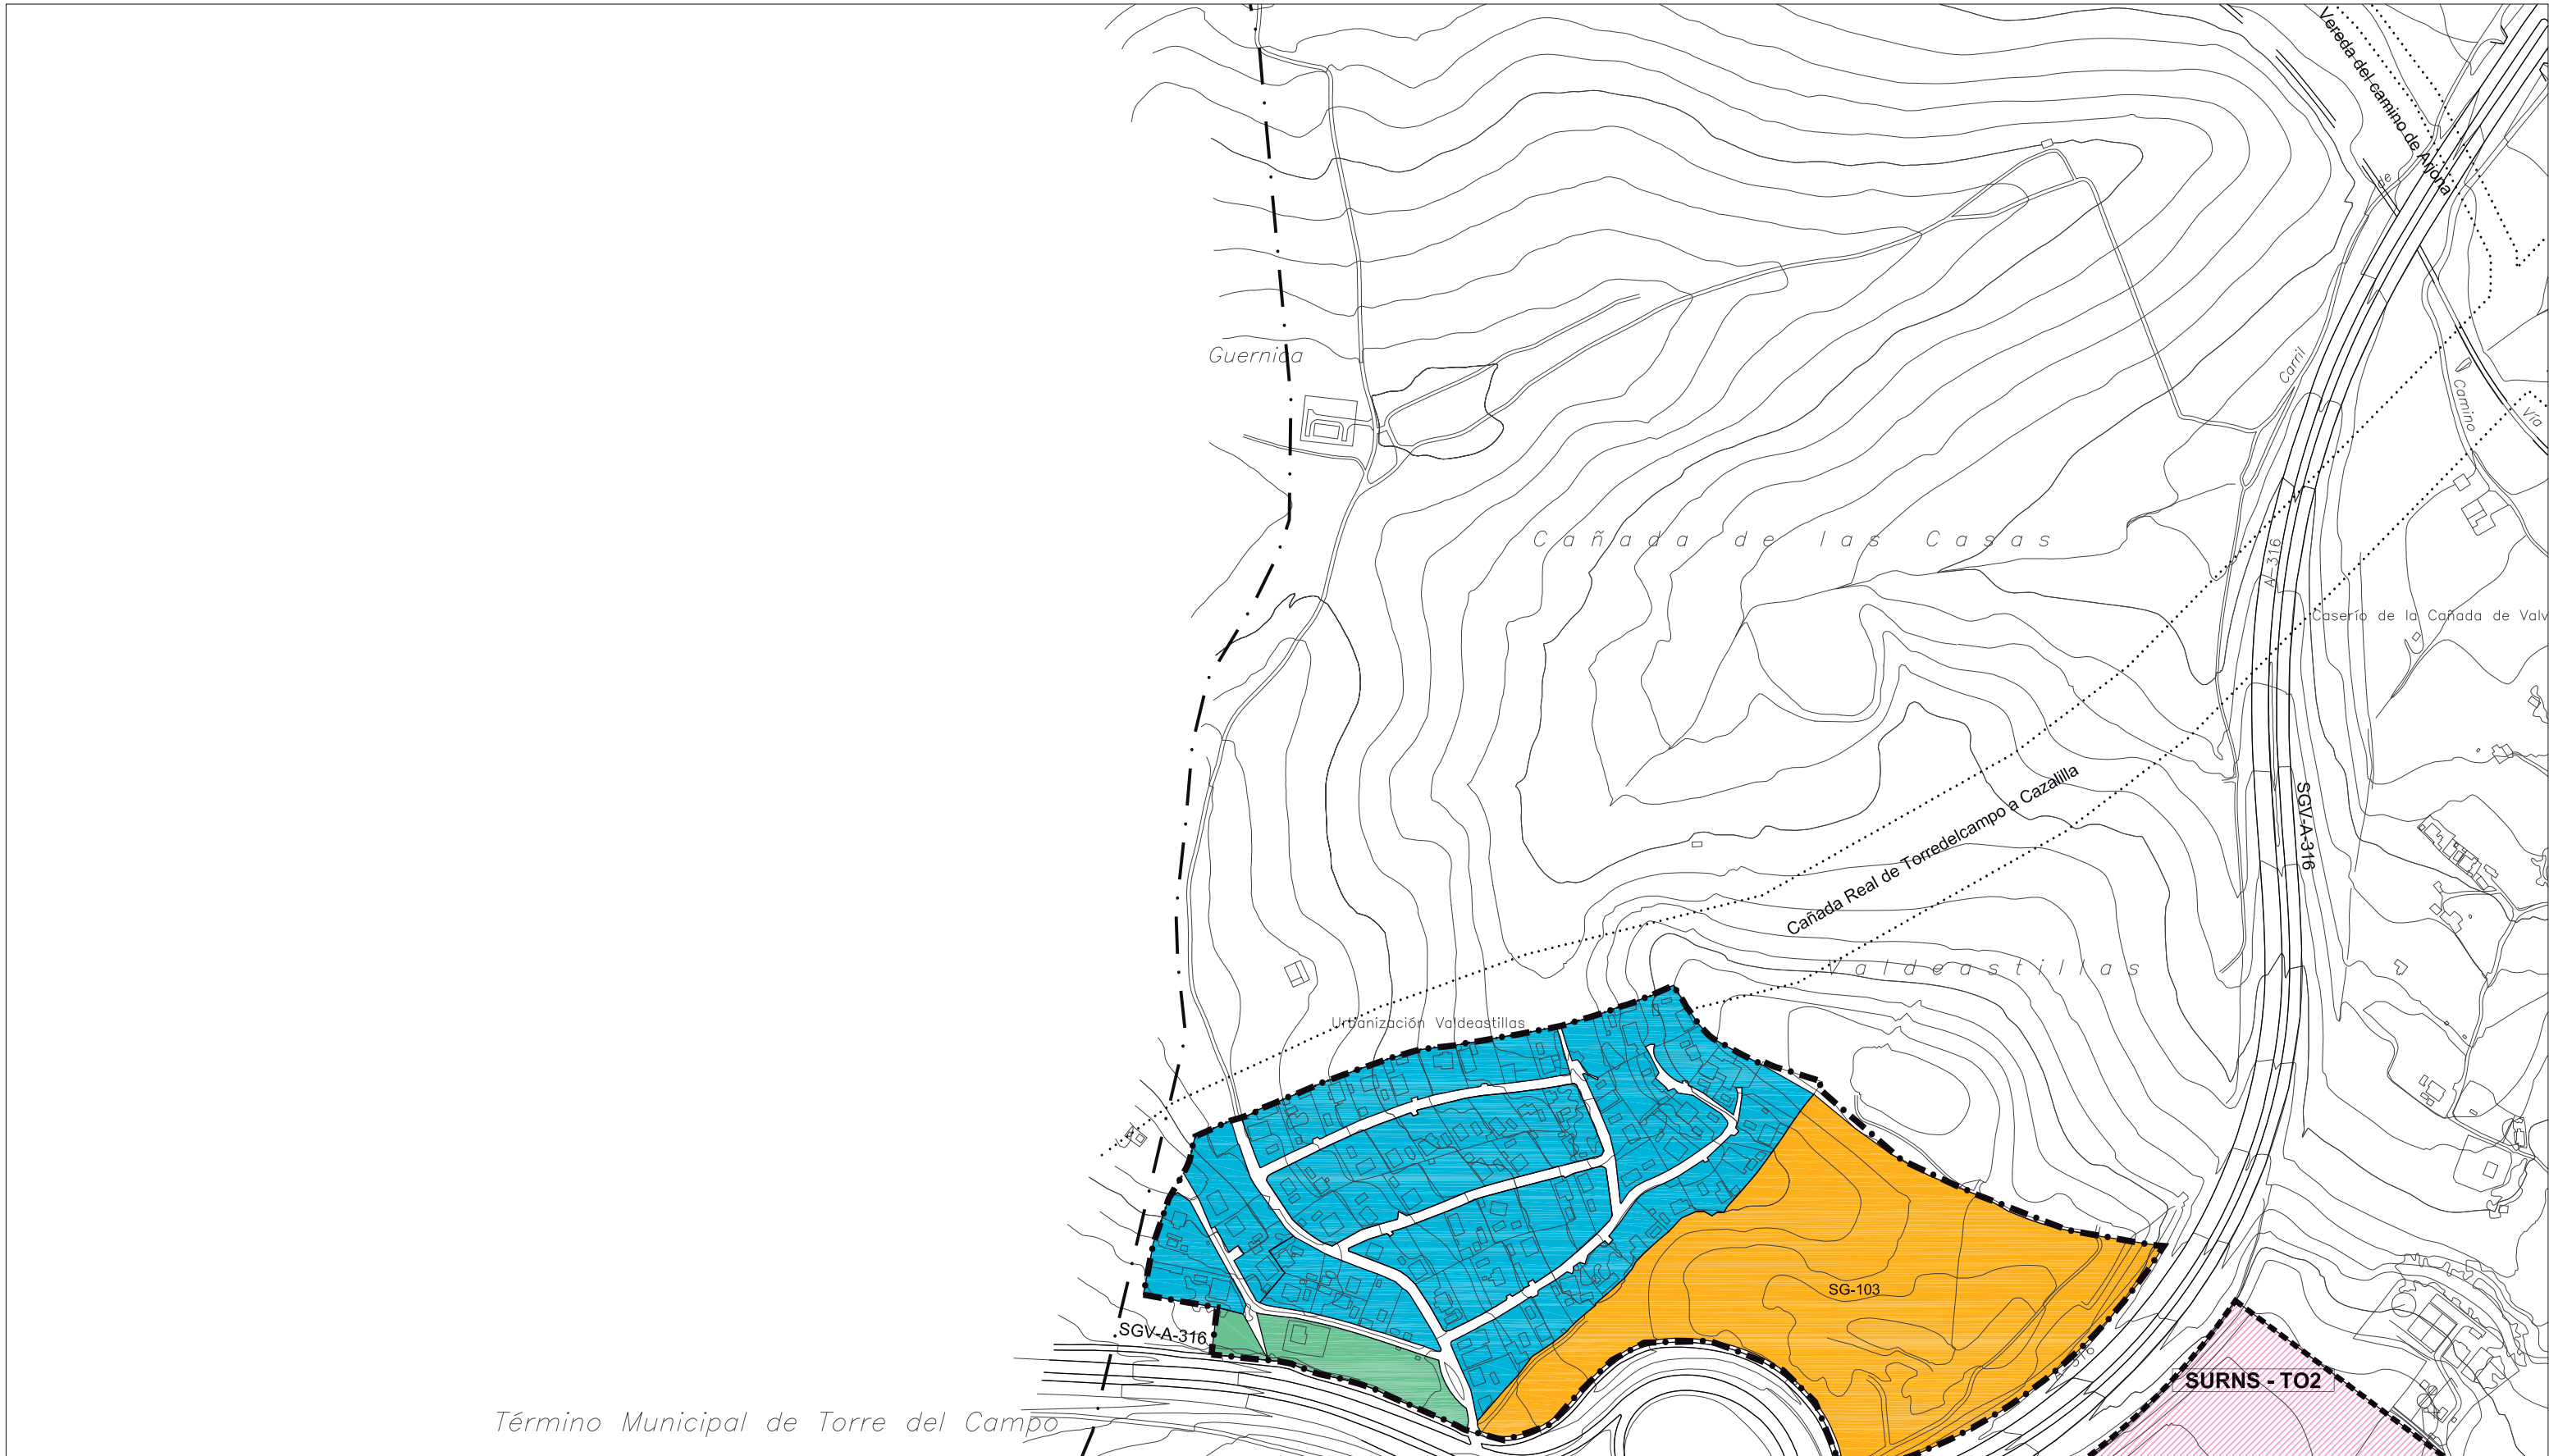 Vereda del camino de Arjona
de
Guernica
Carril
Camino
Vía
Cañada de las Casas
A-316
Caserío de la Cañada de Valv
Cañada Real de Torredelcampo a Cazalilla
SGV-A-316
Valdeastillas
Urbanización Valdeastillas
SG-103
SGV-A-316
SURNS - TO2
Término Municipal de Torre del Campo